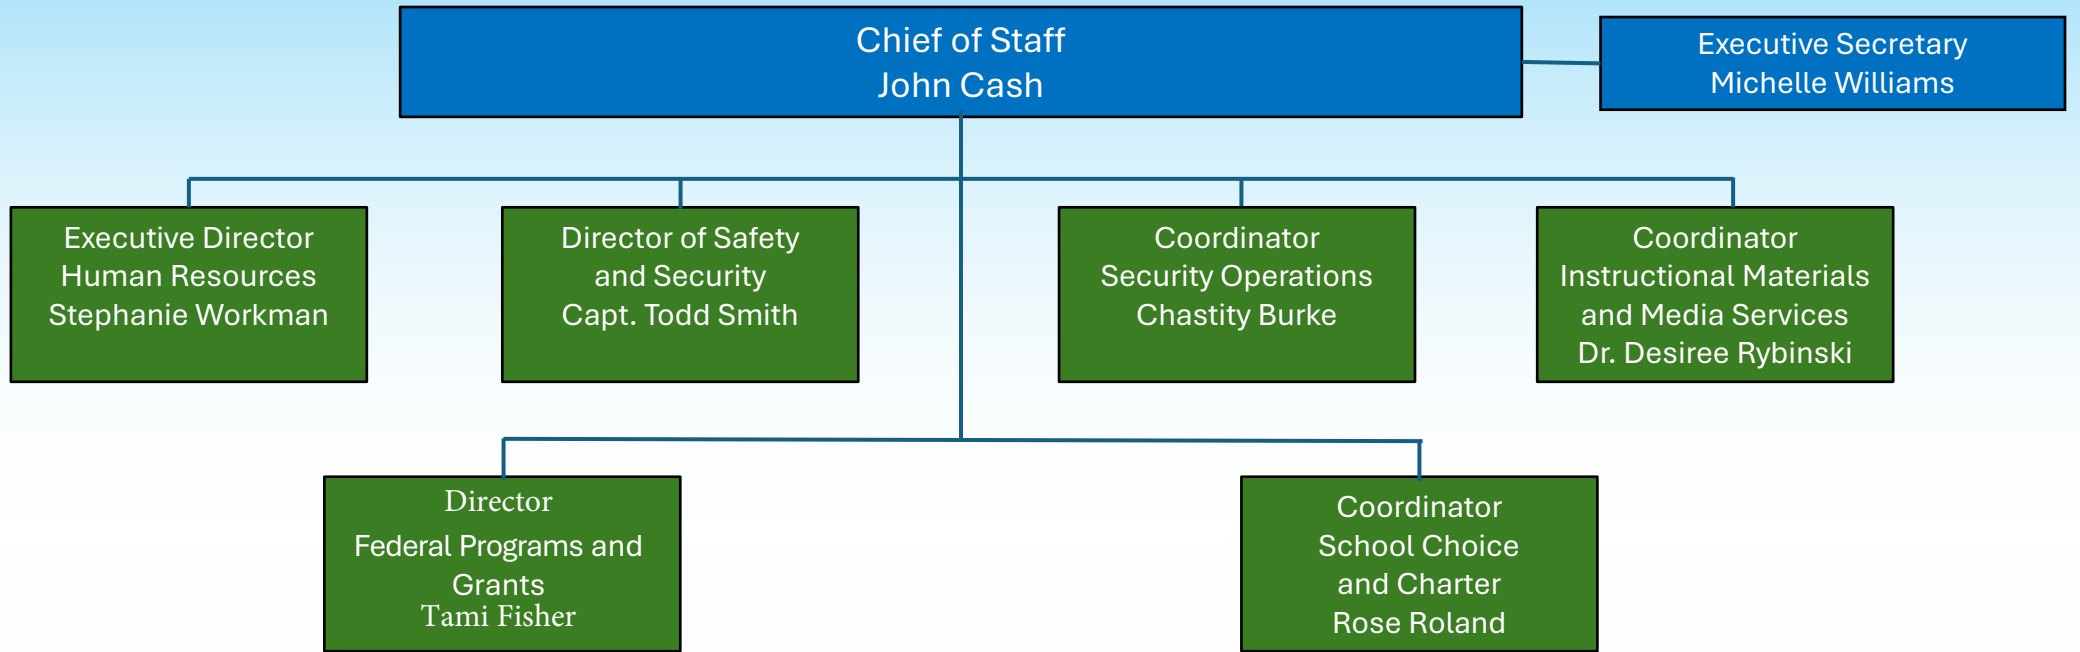 Chief of Staff
John Cash
Executive Secretary
Michelle Williams
Executive Director
Human Resources
Stephanie Workman
Director of Safety
and Security
Capt. Todd Smith
Coordinator
Security Operations
Chastity Burke
Coordinator
Instructional Materials
and Media Services
Dr. Desiree Rybinski
Director
Federal Programs and
Grants
Tami Fisher
Coordinator
School Choice
and Charter
Rose Roland